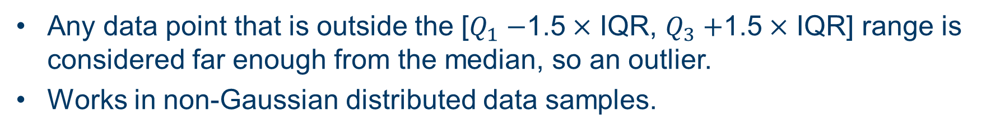 • Any data point that is outside the [𝑄₁ −1.5 × IQR, 𝑄₃ +1.5 × IQR] range is
considered far enough from the median, so an outlier.
• Works in non-Gaussian distributed data samples.